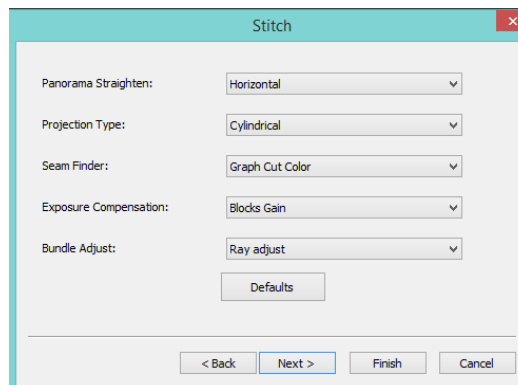 Stitch
Panorama Straighten: Horizontal
Projection Type: Cylindrical
Seam Finder: Graph Cut Color
Exposure Compensation: Blocks Gain
Bundle Adjust: Ray adjust
Defaults
< Back Next > Finish Cancel